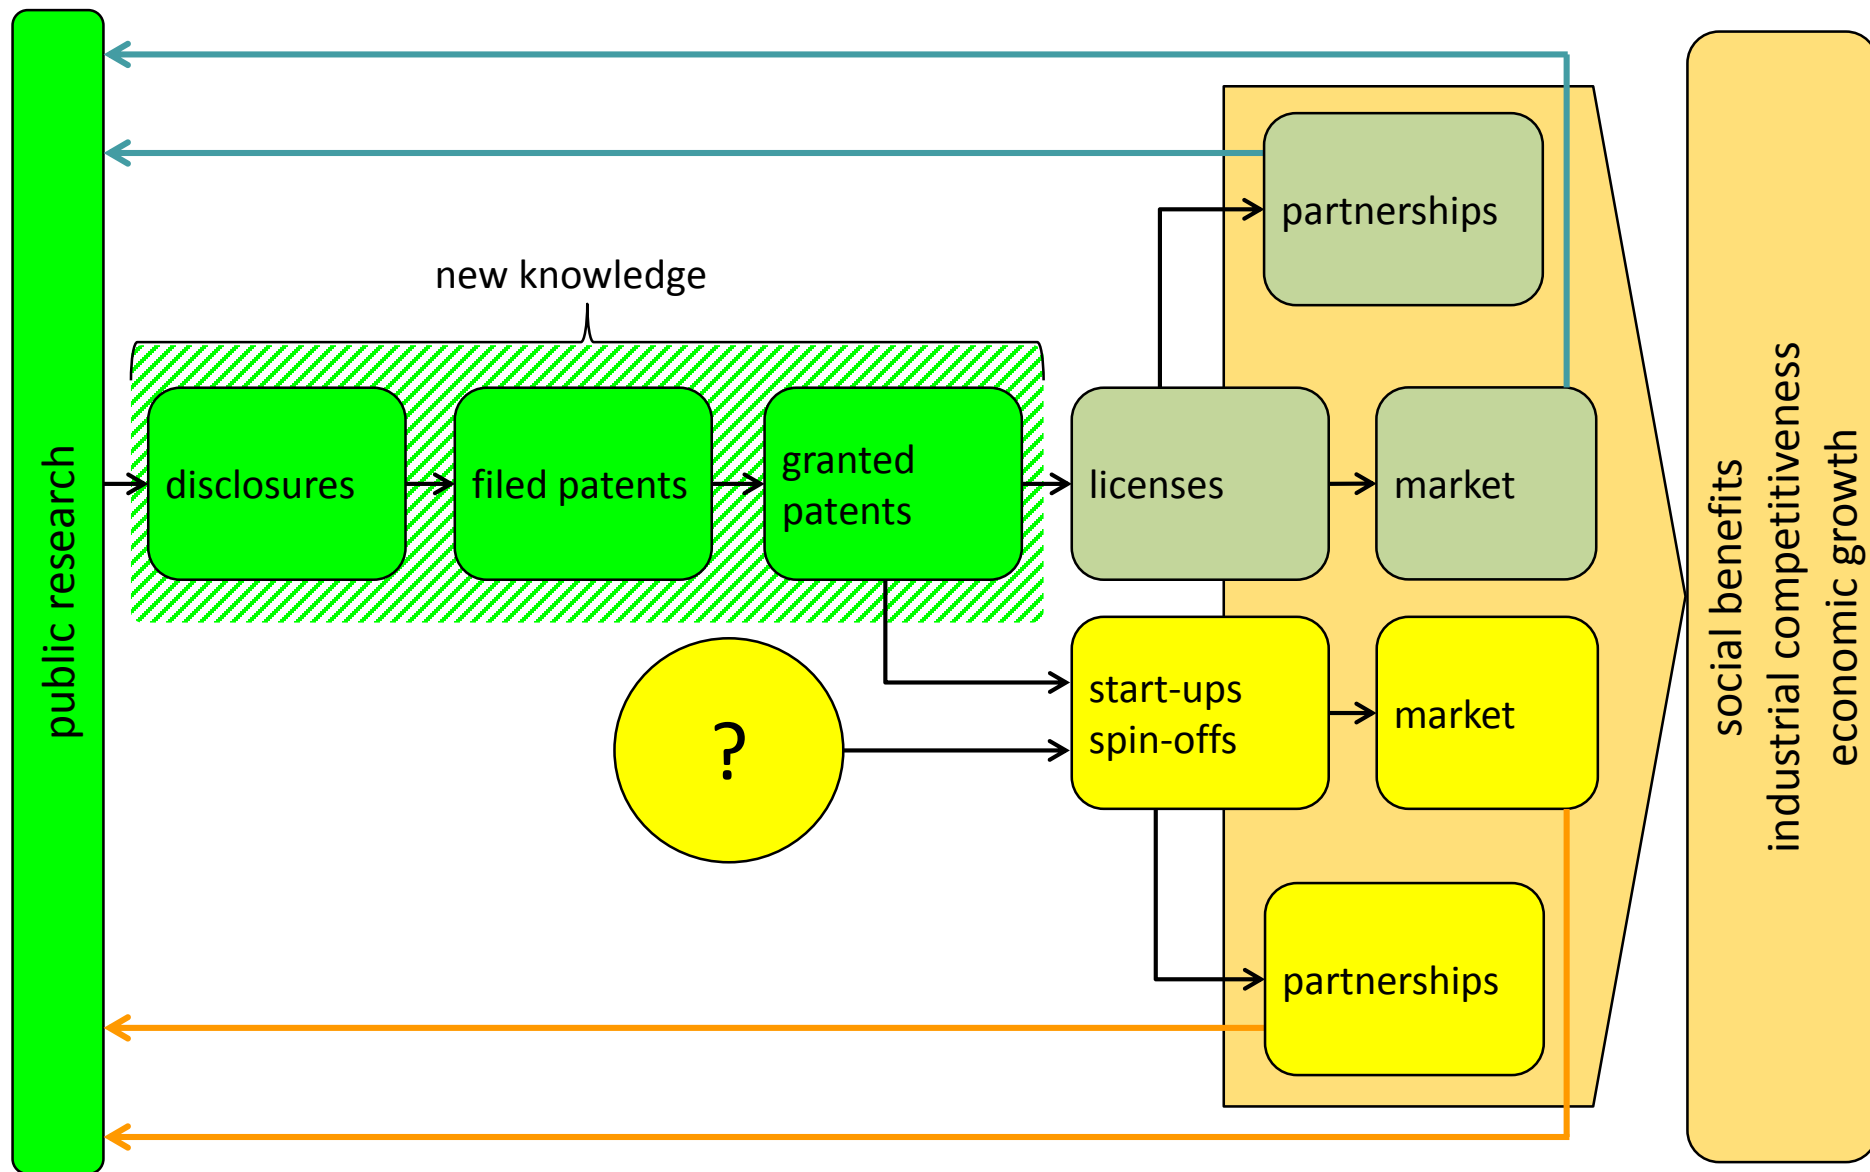 public research
new knowledge
disclosures
filed patents
granted
patents
licenses
market
partnerships
?
start-ups
spin-offs
market
partnerships
social benefits
industrial competitiveness
economic growth